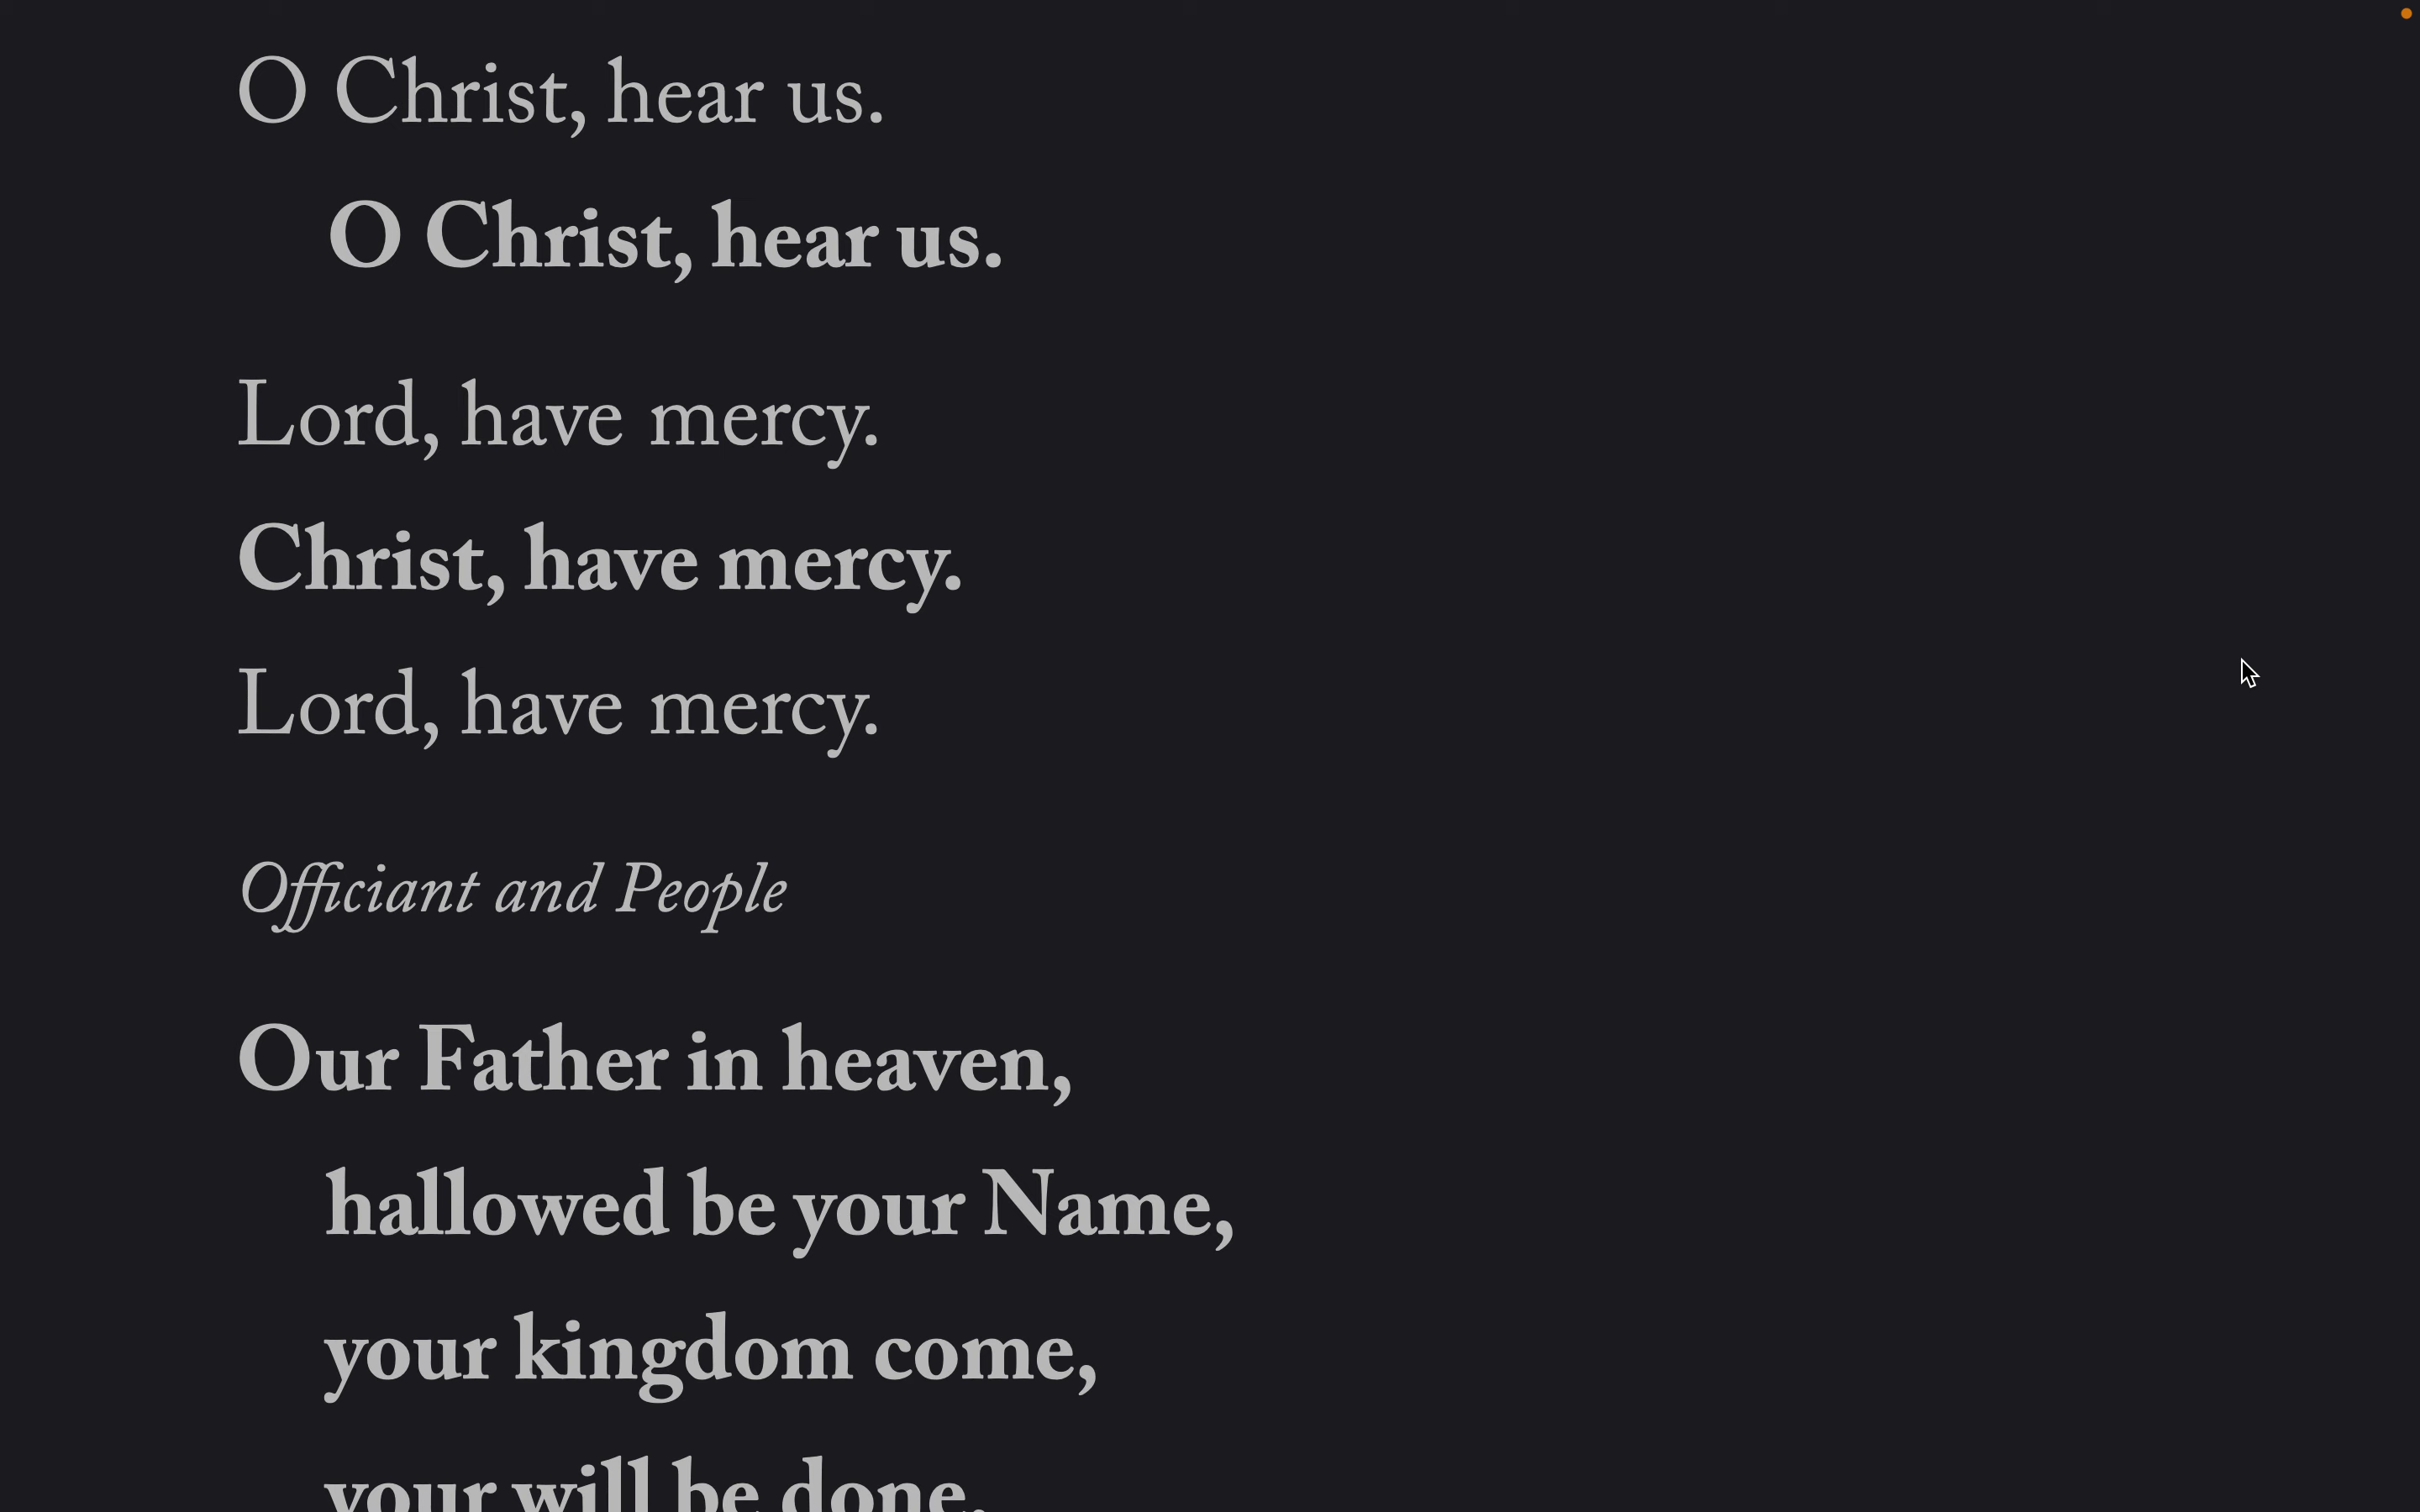 O Christ, hear us.
O Christ, hear us.
Lord, have mercy.
Christ, have mercy.
Lord, have mercy.
Officiant and People
Our Father in heaven,
hallowed be your Name,
your kingdom come,
your will be done,